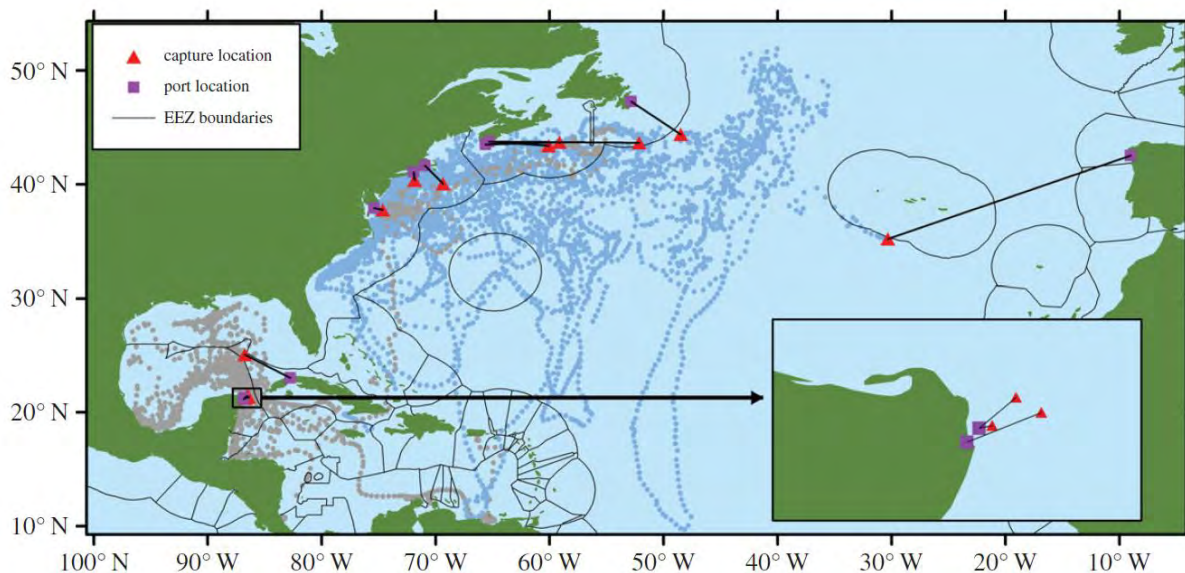 capture location
port location
EEZ boundaries
50° N
40° N
30° N
20° N
10° N
100° W
90° W
80° W
70° W
60° W
50° W
40° W
30° W
20° W
10° W